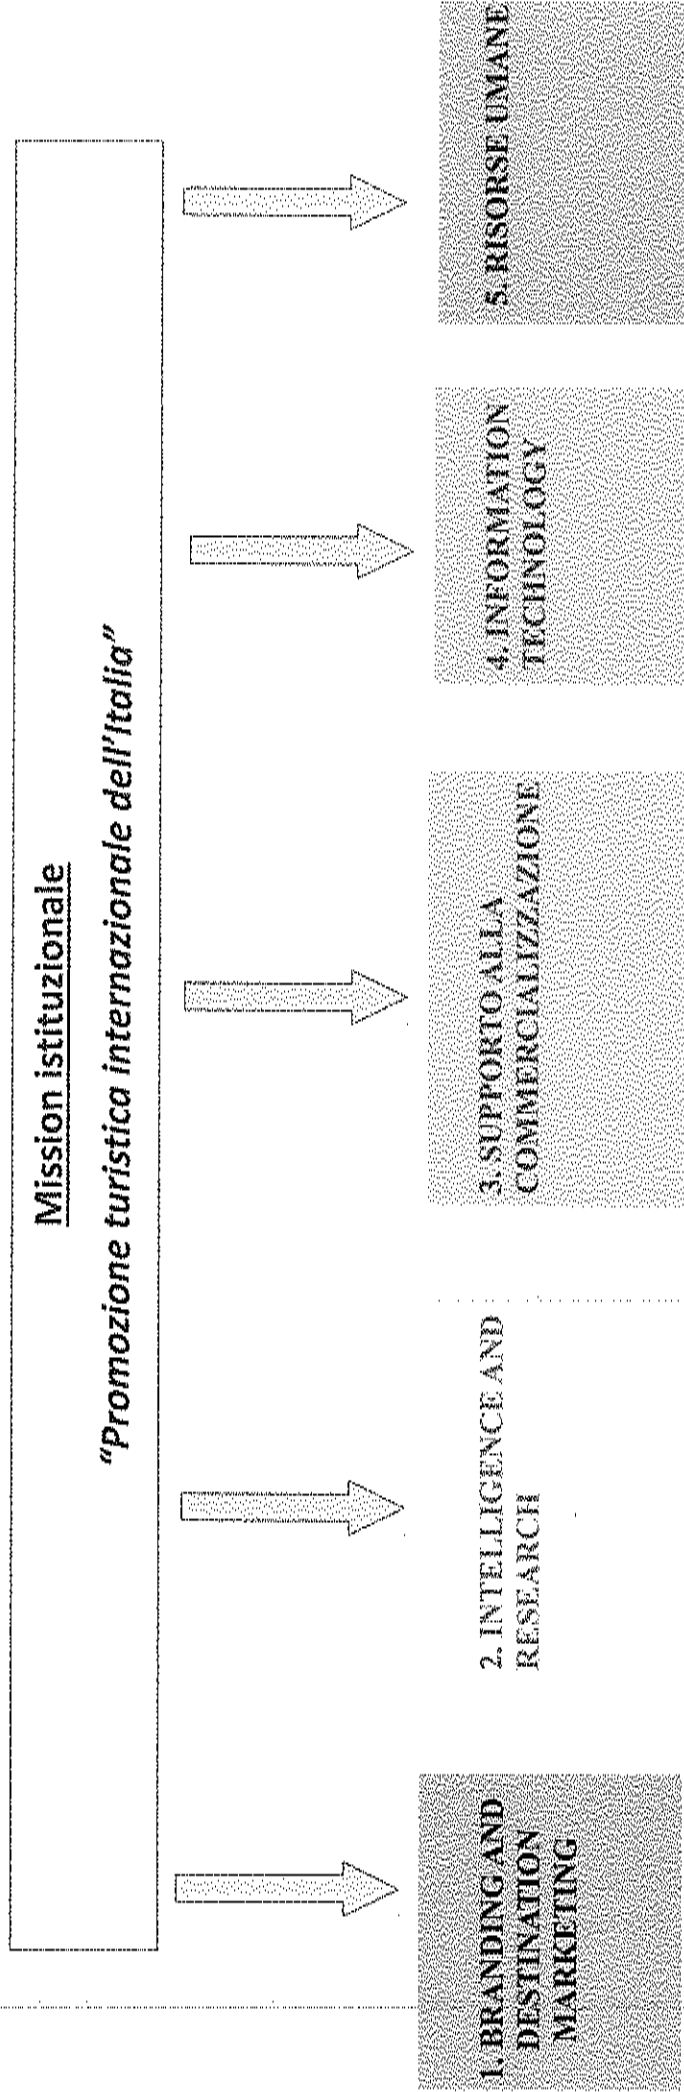 Mission istituzionale
"Promozione turistica internazionale dell'Italia"
1. BRANDING AND
DESTINATION
MARKETING
2. INTELLIGENCE AND
RESEARCH
3. SUPPORTO ALLA
COMMERCIALIZZAZIONE
4. INFORMATION
TECHNOLOGY
5. RISORSE UMANE